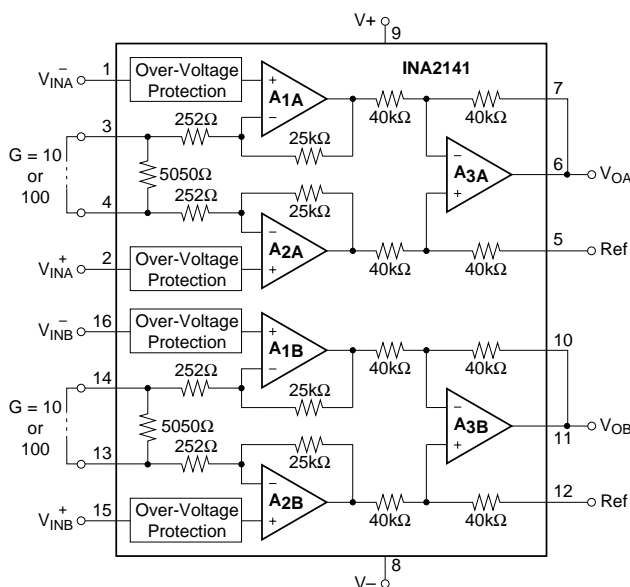 V+
9
INA2141
V⁻INA
1
Over-Voltage
Protection
+
A1A
−
7
252Ω
25kΩ
40kΩ
40kΩ
3
G = 10
or
100
5050Ω
−
A3A
+
6
VOA
4
252Ω
25kΩ
−
A2A
+
V⁺INA
2
Over-Voltage
Protection
40kΩ
40kΩ
5
Ref
V⁻INB
16
Over-Voltage
Protection
+
A1B
−
10
252Ω
25kΩ
40kΩ
40kΩ
14
G = 10
or
100
5050Ω
−
A3B
+
11
VOB
13
252Ω
25kΩ
−
A2B
+
V⁺INB
15
Over-Voltage
Protection
40kΩ
40kΩ
12
Ref
8
V−